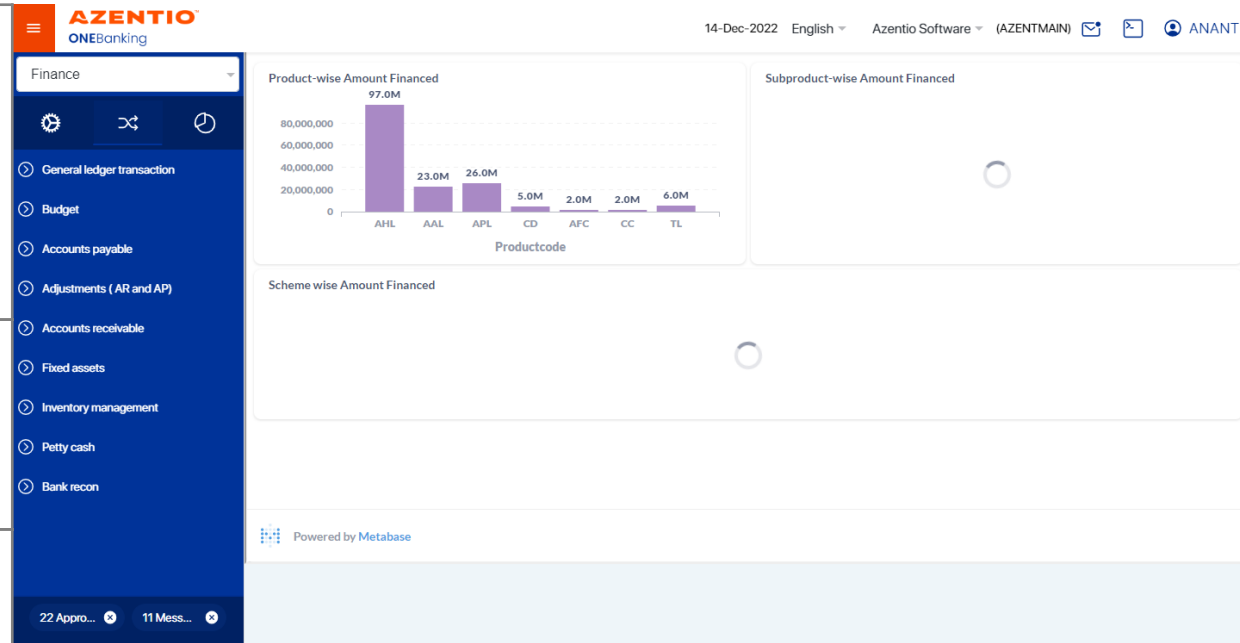 AZENTIO™
ONEBanking
14-Dec-2022 English Azentio Software (AZENTMAIN) ANANT
Finance
General ledger transaction
Budget
Accounts payable
Adjustments ( AR and AP)
Accounts receivable
Fixed assets
Inventory management
Petty cash
Bank recon
22 Appro... 11 Mess...
Product-wise Amount Financed
97.0M
80,000,000
60,000,000
40,000,000
20,000,000
0
23.0M 26.0M 5.0M 2.0M 2.0M 6.0M
AHL AAL APL CD AFC CC TL
Productcode
Subproduct-wise Amount Financed
Scheme wise Amount Financed
Powered by Metabase